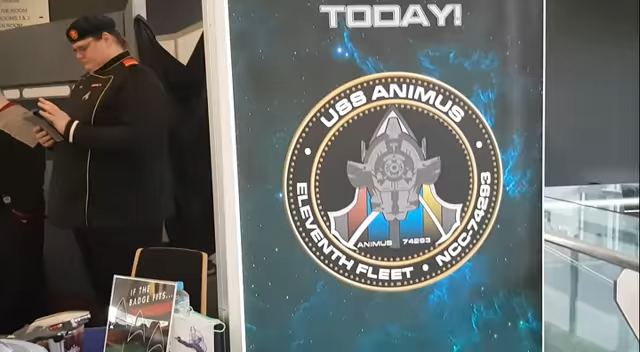 TODAY!
USS ANIMUS
ELEVENTH FLEET • NCC-74293
ANIMUS 74293
IF THE
BADGE FITS...